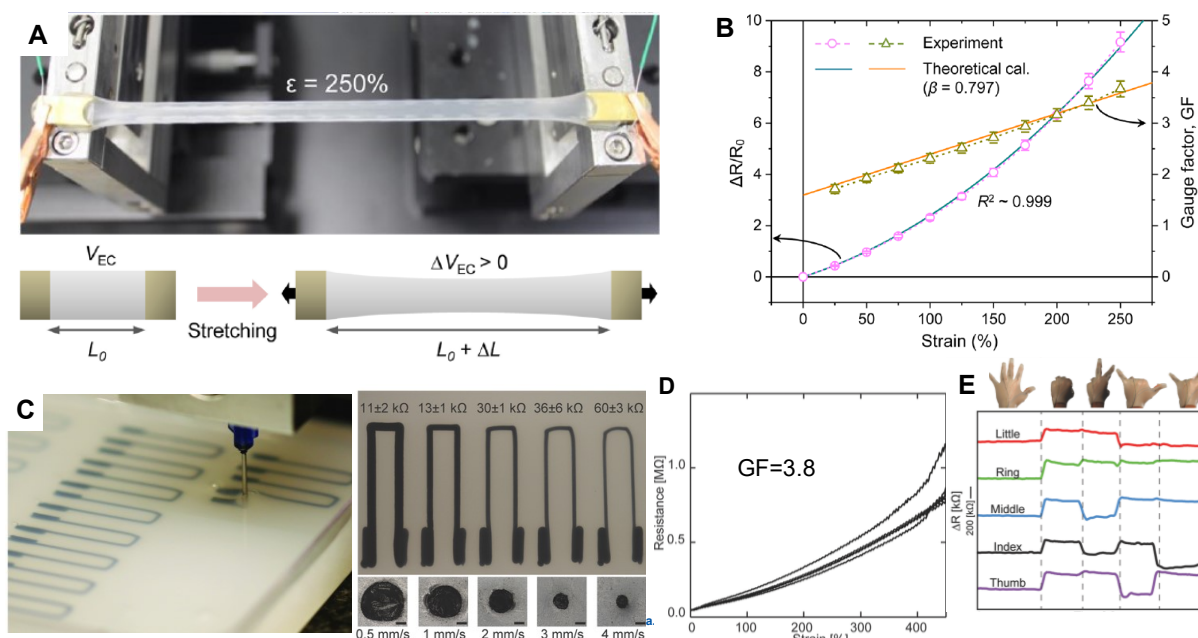 A
ε = 250%
V_EC
ΔV_EC > 0
Stretching
L_0
L_0 + ΔL
B
Experiment
Theoretical cal.
(β = 0.797)
R² ~ 0.999
ΔR/R_0
10
8
6
4
2
0
Gauge factor, GF
5
4
3
2
1
0
0 50 100 150 200 250
Strain (%)
C
11±2 kΩ 13±1 kΩ 30±1 kΩ 36±6 kΩ 60±3 kΩ
a.
0.5 mm/s 1 mm/s 2 mm/s 3 mm/s 4 mm/s
D
GF=3.8
Resistance [MΩ]
1.0
0.5
0.0
0 100 200 300 400
Strain [%]
E
Little
Ring
Middle
Index
Thumb
ΔR [kΩ]
200 [kΩ]